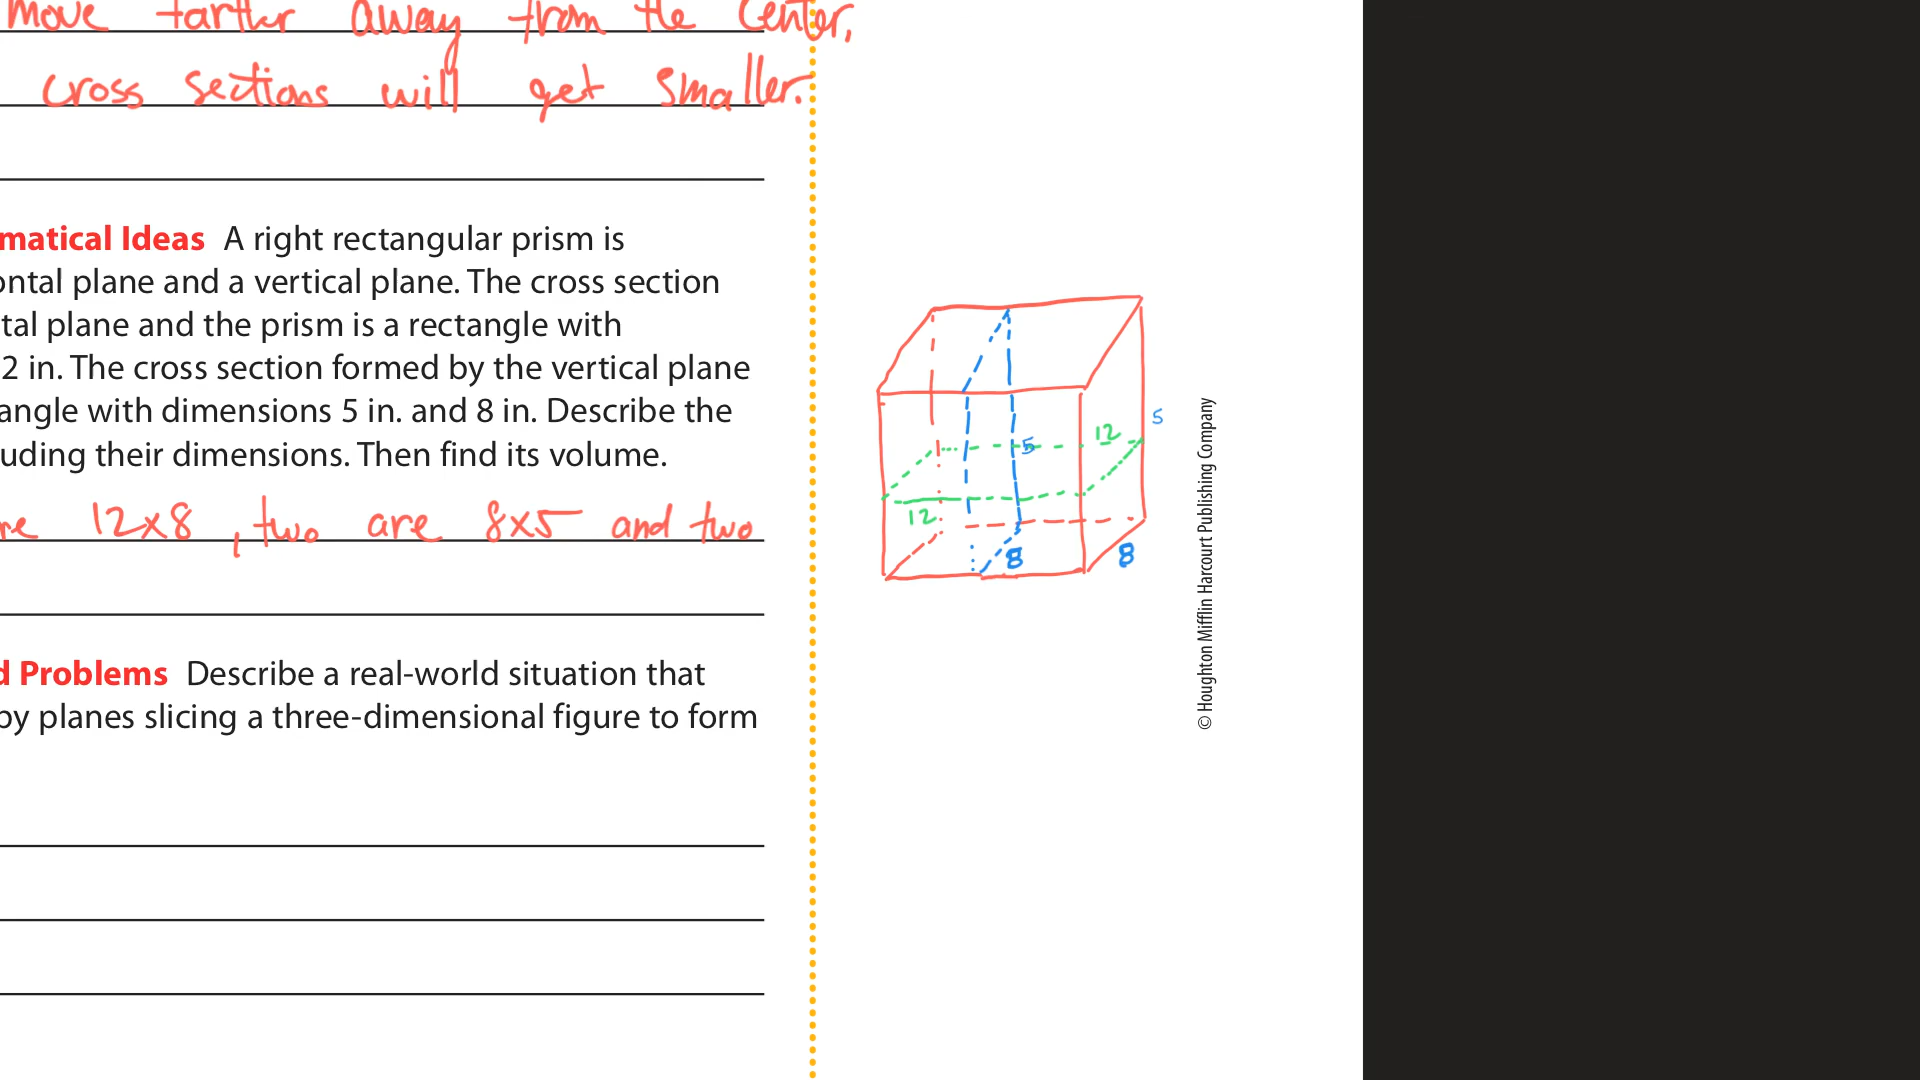 move farther away from the center,
cross sections will get smaller.
matical Ideas A right rectangular prism is
ontal plane and a vertical plane. The cross section
tal plane and the prism is a rectangle with
2 in. The cross section formed by the vertical plane
angle with dimensions 5 in. and 8 in. Describe the
uding their dimensions. Then find its volume.
re 12x8, two are 8x5 and two
d Problems Describe a real-world situation that
by planes slicing a three-dimensional figure to form
5
12
5
12
8
8
© Houghton Mifflin Harcourt Publishing Company